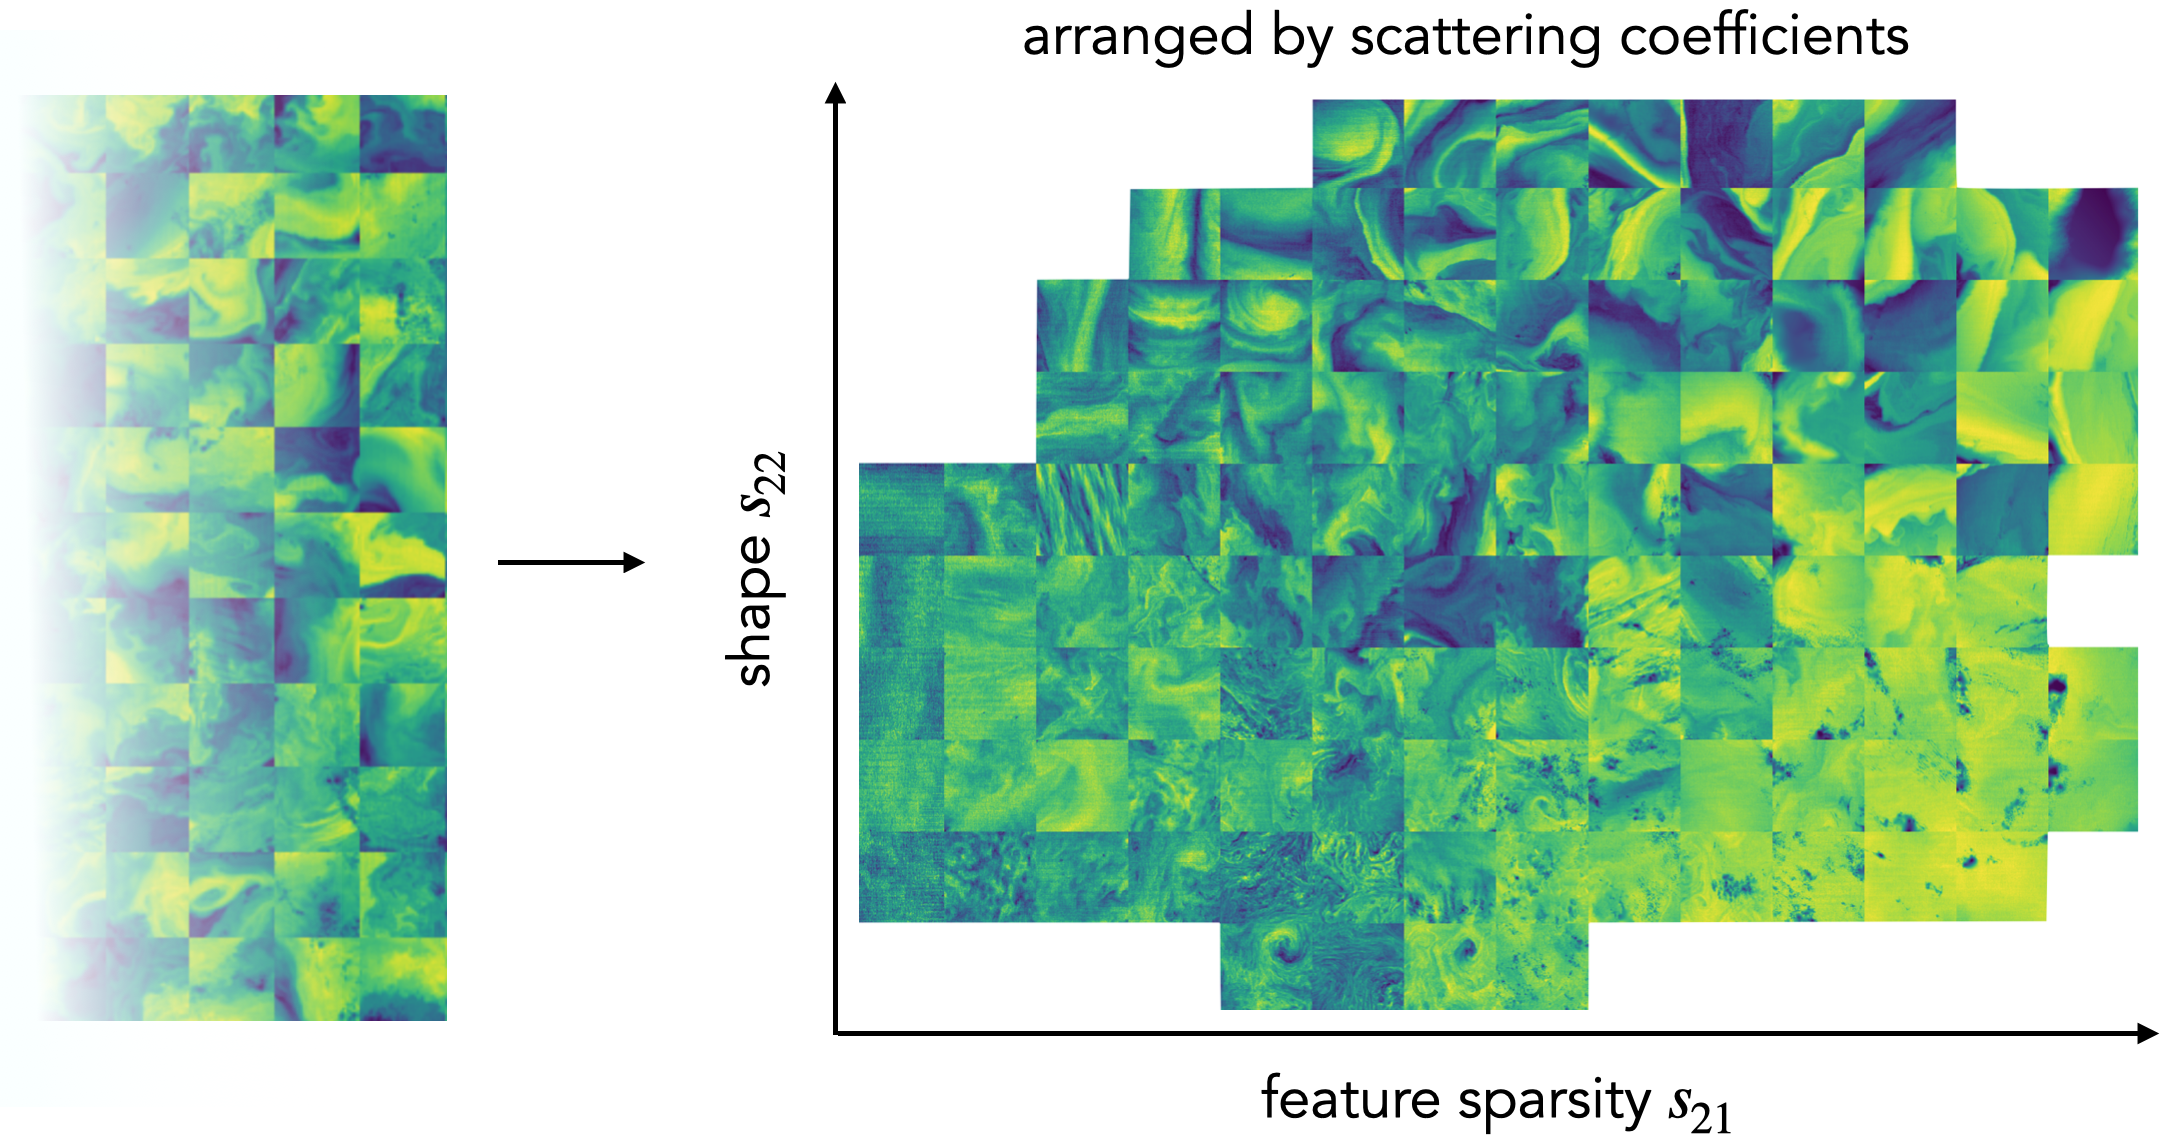 arranged by scattering coefficients
shape s22
feature sparsity s21